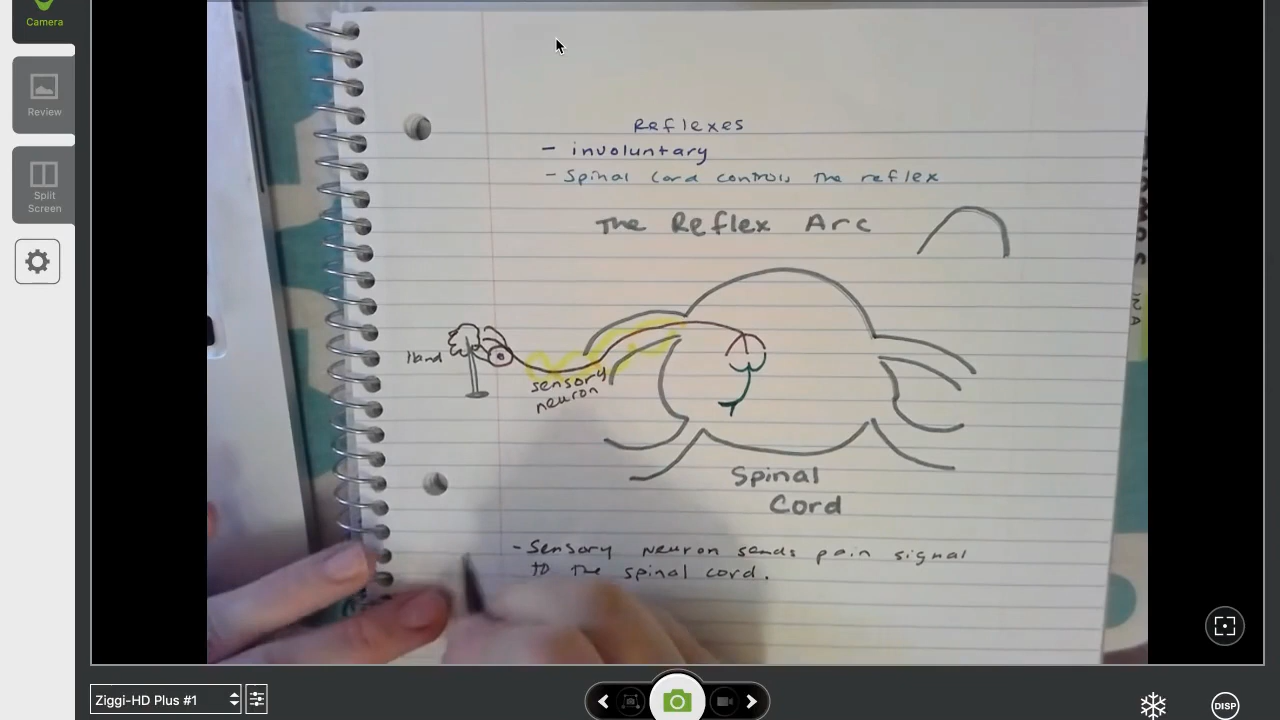 Camera
Review
Split
Screen
Reflexes
- involuntary
- Spinal Cord controls the reflex
The Reflex Arc
Hand
sensory
neuron
Spinal
Cord
- Sensory neuron sends pain signal
to the spinal cord.
Ziggi-HD Plus #1
DISP